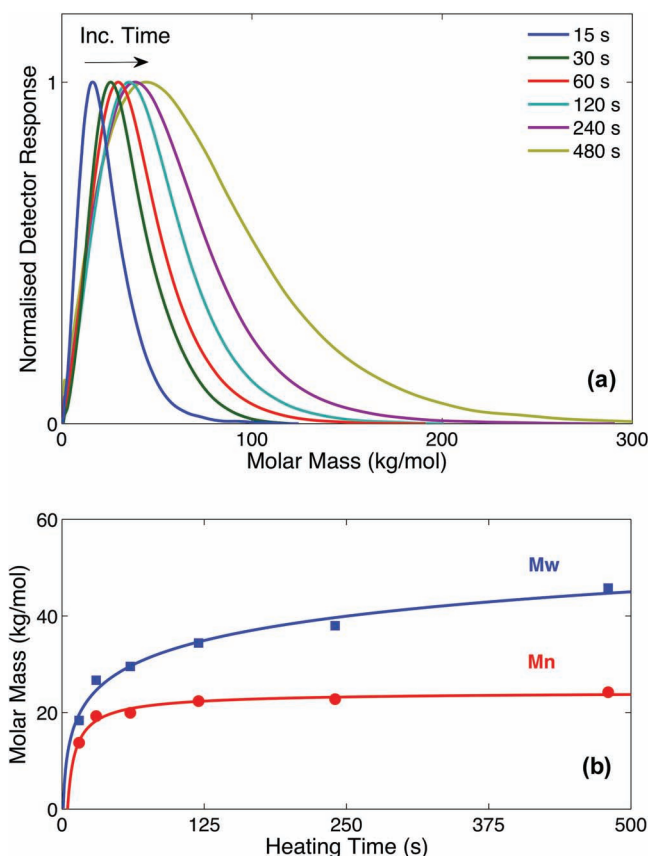 Inc. Time
15 s
30 s
60 s
120 s
240 s
480 s
1
0
Normalised Detector Response
(a)
0
100
200
300
Molar Mass (kg/mol)
60
40
20
0
Molar Mass (kg/mol)
Mw
Mn
(b)
0
125
250
375
500
Heating Time (s)